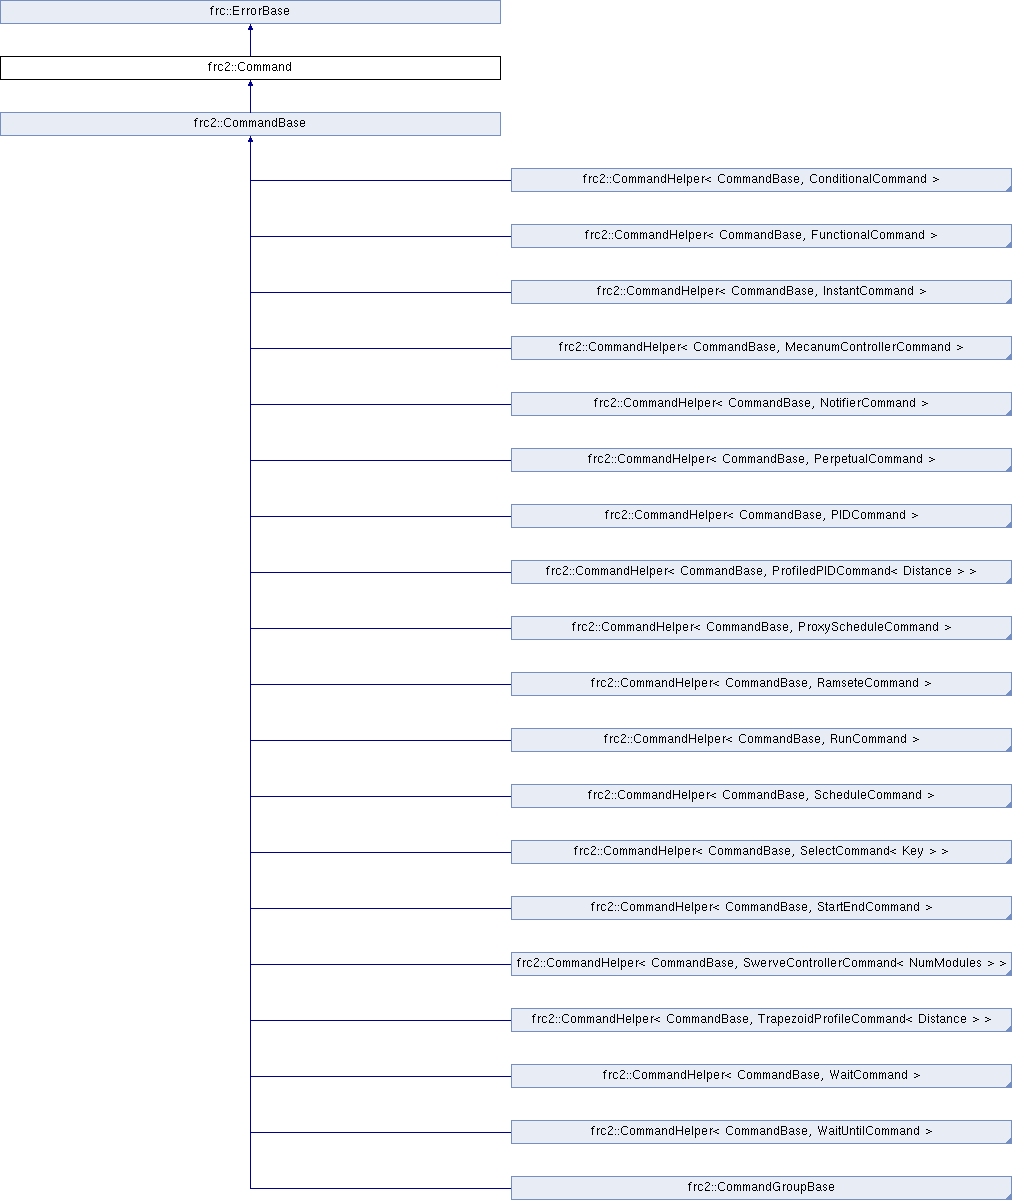 frc::ErrorBase
frc2::Command
frc2::CommandBase
frc2::CommandHelper< CommandBase, ConditionalCommand >
frc2::CommandHelper< CommandBase, FunctionalCommand >
frc2::CommandHelper< CommandBase, InstantCommand >
frc2::CommandHelper< CommandBase, MecanumControllerCommand >
frc2::CommandHelper< CommandBase, NotifierCommand >
frc2::CommandHelper< CommandBase, PerpetualCommand >
frc2::CommandHelper< CommandBase, PIDCommand >
frc2::CommandHelper< CommandBase, ProfiledPIDCommand< Distance > >
frc2::CommandHelper< CommandBase, ProxyScheduleCommand >
frc2::CommandHelper< CommandBase, RamseteCommand >
frc2::CommandHelper< CommandBase, RunCommand >
frc2::CommandHelper< CommandBase, ScheduleCommand >
frc2::CommandHelper< CommandBase, SelectCommand< Key > >
frc2::CommandHelper< CommandBase, StartEndCommand >
frc2::CommandHelper< CommandBase, SwerveControllerCommand< NumModules > >
frc2::CommandHelper< CommandBase, TrapezoidProfileCommand< Distance > >
frc2::CommandHelper< CommandBase, WaitCommand >
frc2::CommandHelper< CommandBase, WaitUntilCommand >
frc2::CommandGroupBase